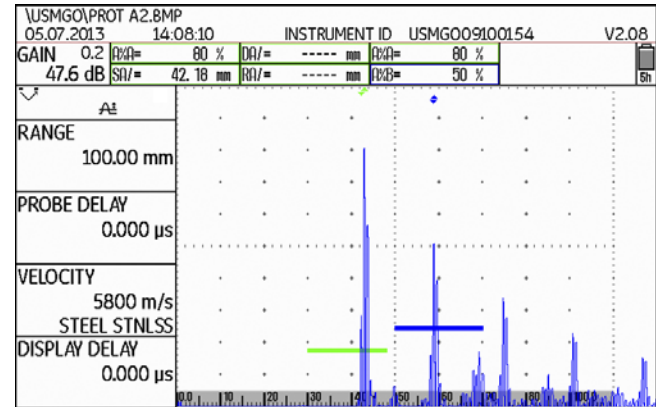 \USMGO\PROT A2.BMP
05.07.2013 14:08:10 INSTRUMENT ID USMGO09100154 V2.08
GAIN 0.2 A%A= 80 % DA/= ----- mm A%A= 80 %
47.6 dB SA/= 42.18 mm RA/= ----- mm A%B= 50 % 5h
RANGE
100.00 mm
PROBE DELAY
0.000 µs
VELOCITY
5800 m/s
STEEL STNLSS
DISPLAY DELAY
0.000 µs
0.0 10 20 30 40 50 60 70 80 90 100.0